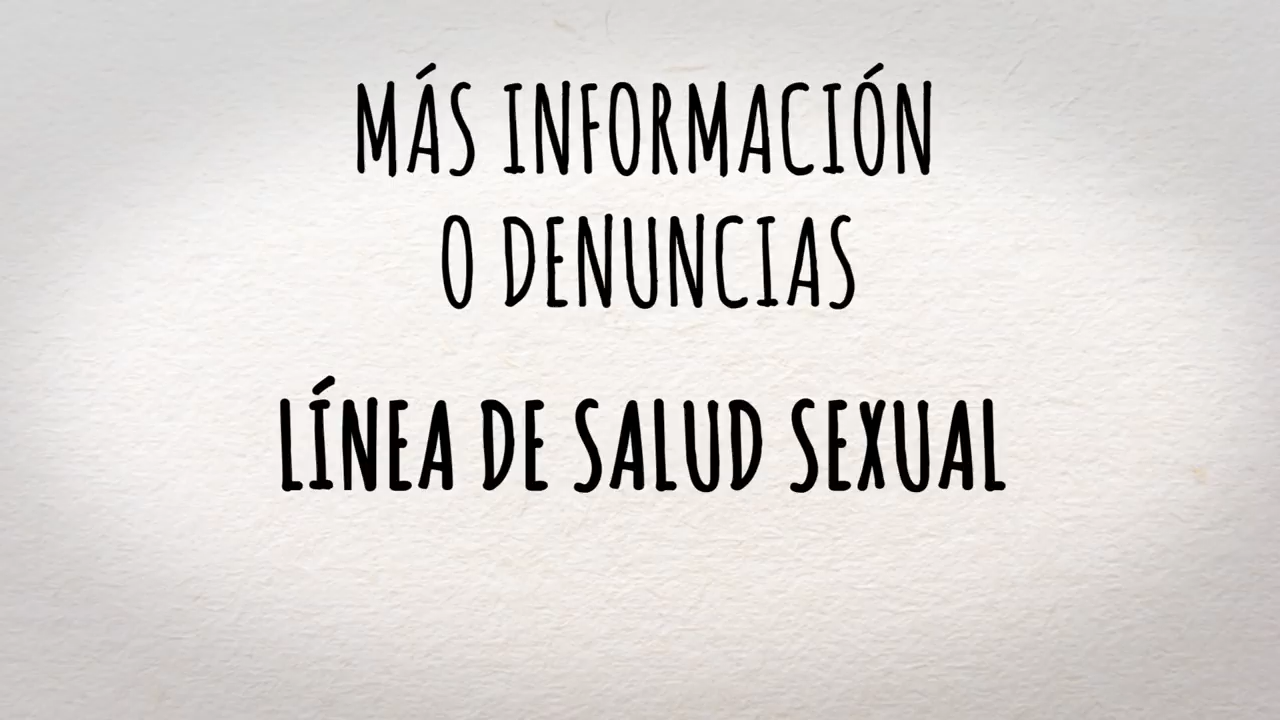 MÁS INFORMACIÓN
O DENUNCIAS
LÍNEA DE SALUD SEXUAL